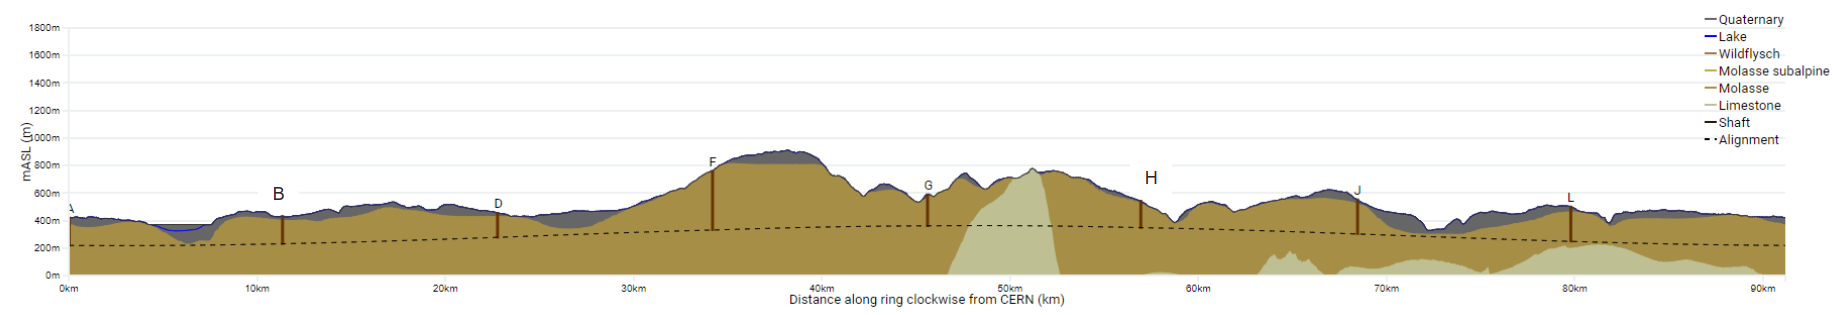 1800m
1600m
1400m
1200m
1000m
800m
600m
400m
200m
0m
mASL (m)
A
B
D
F
G
H
J
L
0km 10km 20km 30km 40km 50km 60km 70km 80km 90km
Distance along ring clockwise from CERN (km)
Quaternary
Lake
Wildflysch
Molasse subalpine
Molasse
Limestone
Shaft
Alignment